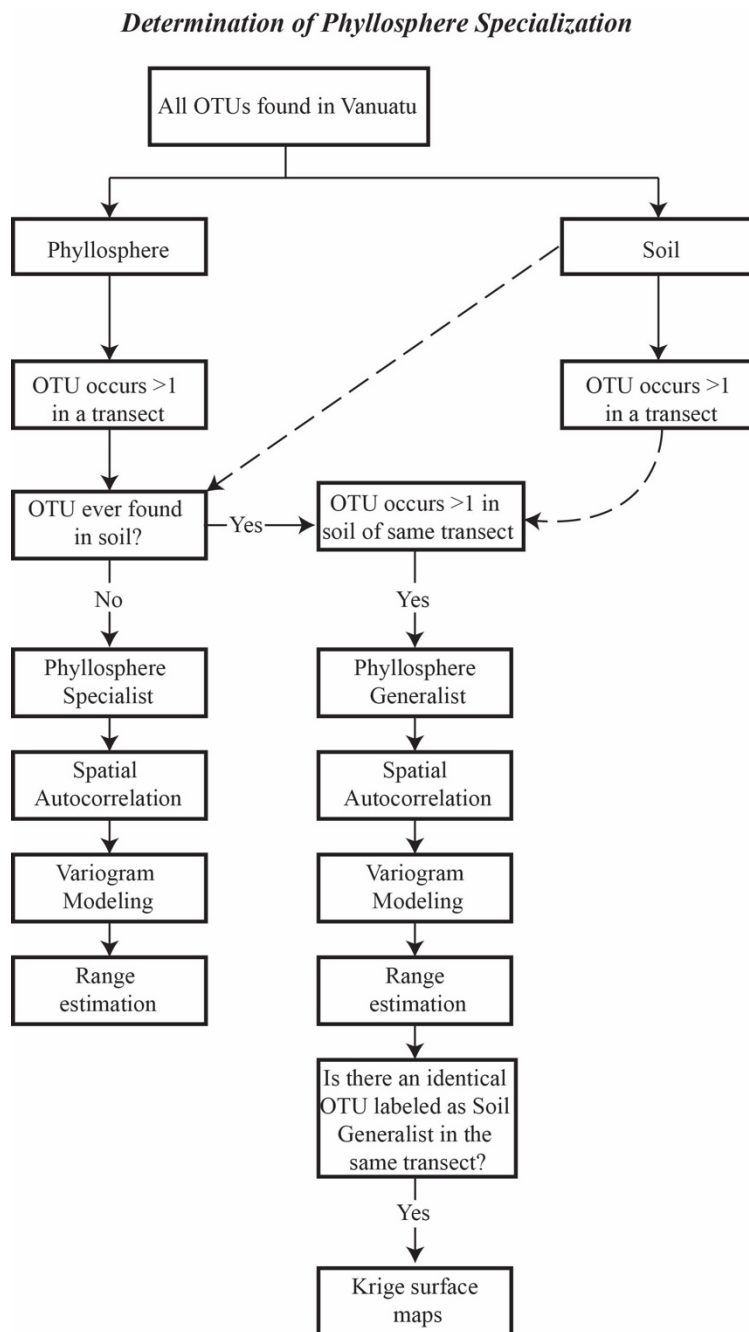 Determination of Phyllosphere Specialization
All OTUs found in Vanuatu
Phyllosphere
Soil
OTU occurs >1
in a transect
OTU occurs >1
in a transect
OTU ever found
in soil?
Yes
OTU occurs >1 in
soil of same transect
No
Yes
Phyllosphere
Specialist
Phyllosphere
Generalist
Spatial
Autocorrelation
Spatial
Autocorrelation
Variogram
Modeling
Variogram
Modeling
Range
estimation
Range
estimation
Is there an identical
OTU labeled as Soil
Generalist in the
same transect?
Yes
Krige surface
maps